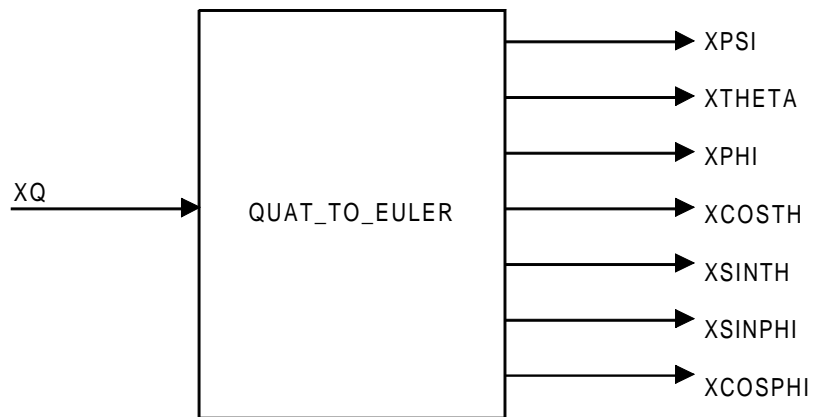 XPSI
XTHETA
XPHI
XQ
QUAT_TO_EULER
XCOSTH
XSINTH
XSINPHI
XCOSPHI